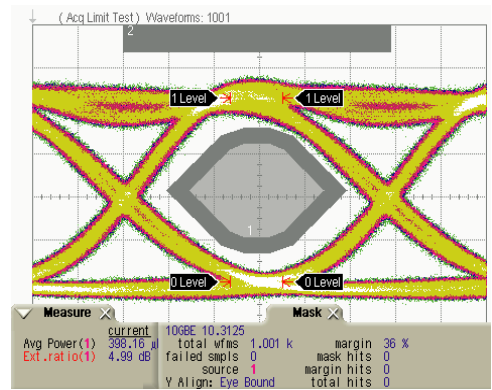 ( Acq Limit Test ) Waveforms: 1001
2
1 Level 1 Level
1
0 Level 0 Level
Measure Mask
current
Avg Power(1) 398.16
Ext.ratio(1) 4.99 dB
10GBE 10.3125
total wfms 1.001 k margin 36 %
failed smpls 0 mask hits 0
source 1 margin hits 0
Y Align: Eye Bound total hits 0